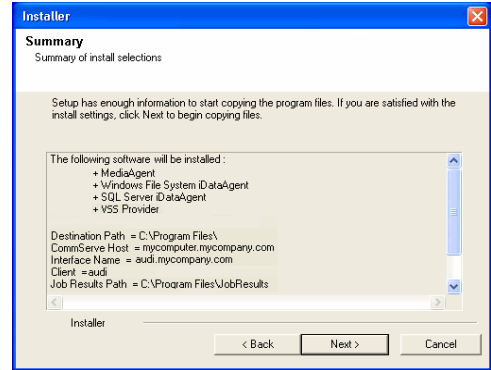 Installer
Summary
Summary of install selections
Setup has enough information to start copying the program files. If you are satisfied with the
install settings, click Next to begin copying files.
The following software will be installed :
+ MediaAgent
+ Windows File System iDataAgent
+ SQL Server iDataAgent
+ VSS Provider
Destination Path = C:\Program Files\
CommServe Host = mycomputer.mycompany.com
Interface Name = audi.mycompany.com
Client =audi
Job Results Path = C:\Program Files\JobResults
Installer
< Back Next > Cancel